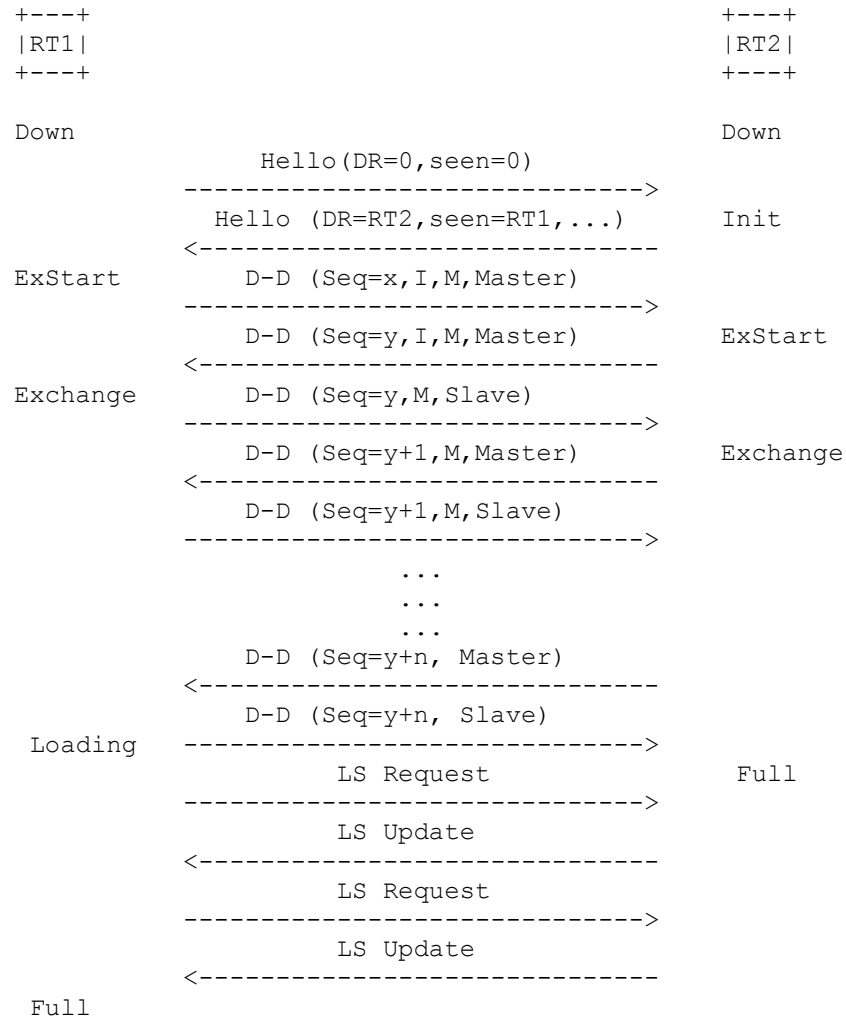 +---+                                         +---+
|RT1|                                         |RT2|
+---+                                         +---+

Down                                          Down
                Hello(DR=0,seen=0)
           ------------------------------>
             Hello (DR=RT2,seen=RT1,...)      Init
           <------------------------------
ExStart        D-D (Seq=x,I,M,Master)
           ------------------------------>
               D-D (Seq=y,I,M,Master)         ExStart
           <------------------------------
Exchange       D-D (Seq=y,M,Slave)
           ------------------------------>
               D-D (Seq=y+1,M,Master)         Exchange
           <------------------------------
               D-D (Seq=y+1,M,Slave)
           ------------------------------>
                         ...
                         ...
                         ...
               D-D (Seq=y+n, Master)
           <------------------------------
               D-D (Seq=y+n, Slave)
 Loading   ------------------------------>
                     LS Request                Full
           ------------------------------>
                     LS Update
           <------------------------------
                     LS Request
           ------------------------------>
                     LS Update
           <------------------------------
 Full